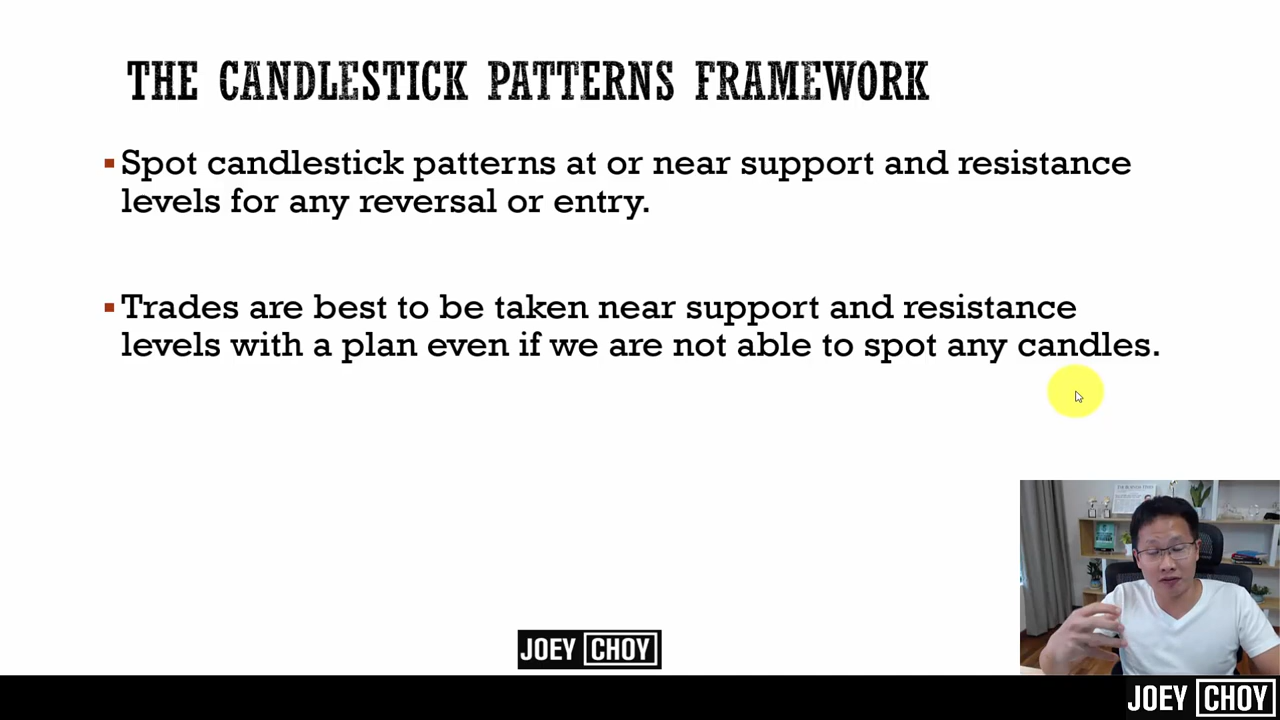 THE CANDLESTICK PATTERNS FRAMEWORK
Spot candlestick patterns at or near support and resistance
levels for any reversal or entry.
Trades are best to be taken near support and resistance
levels with a plan even if we are not able to spot any candles.
JOEY CHOY
JOEY CHOY